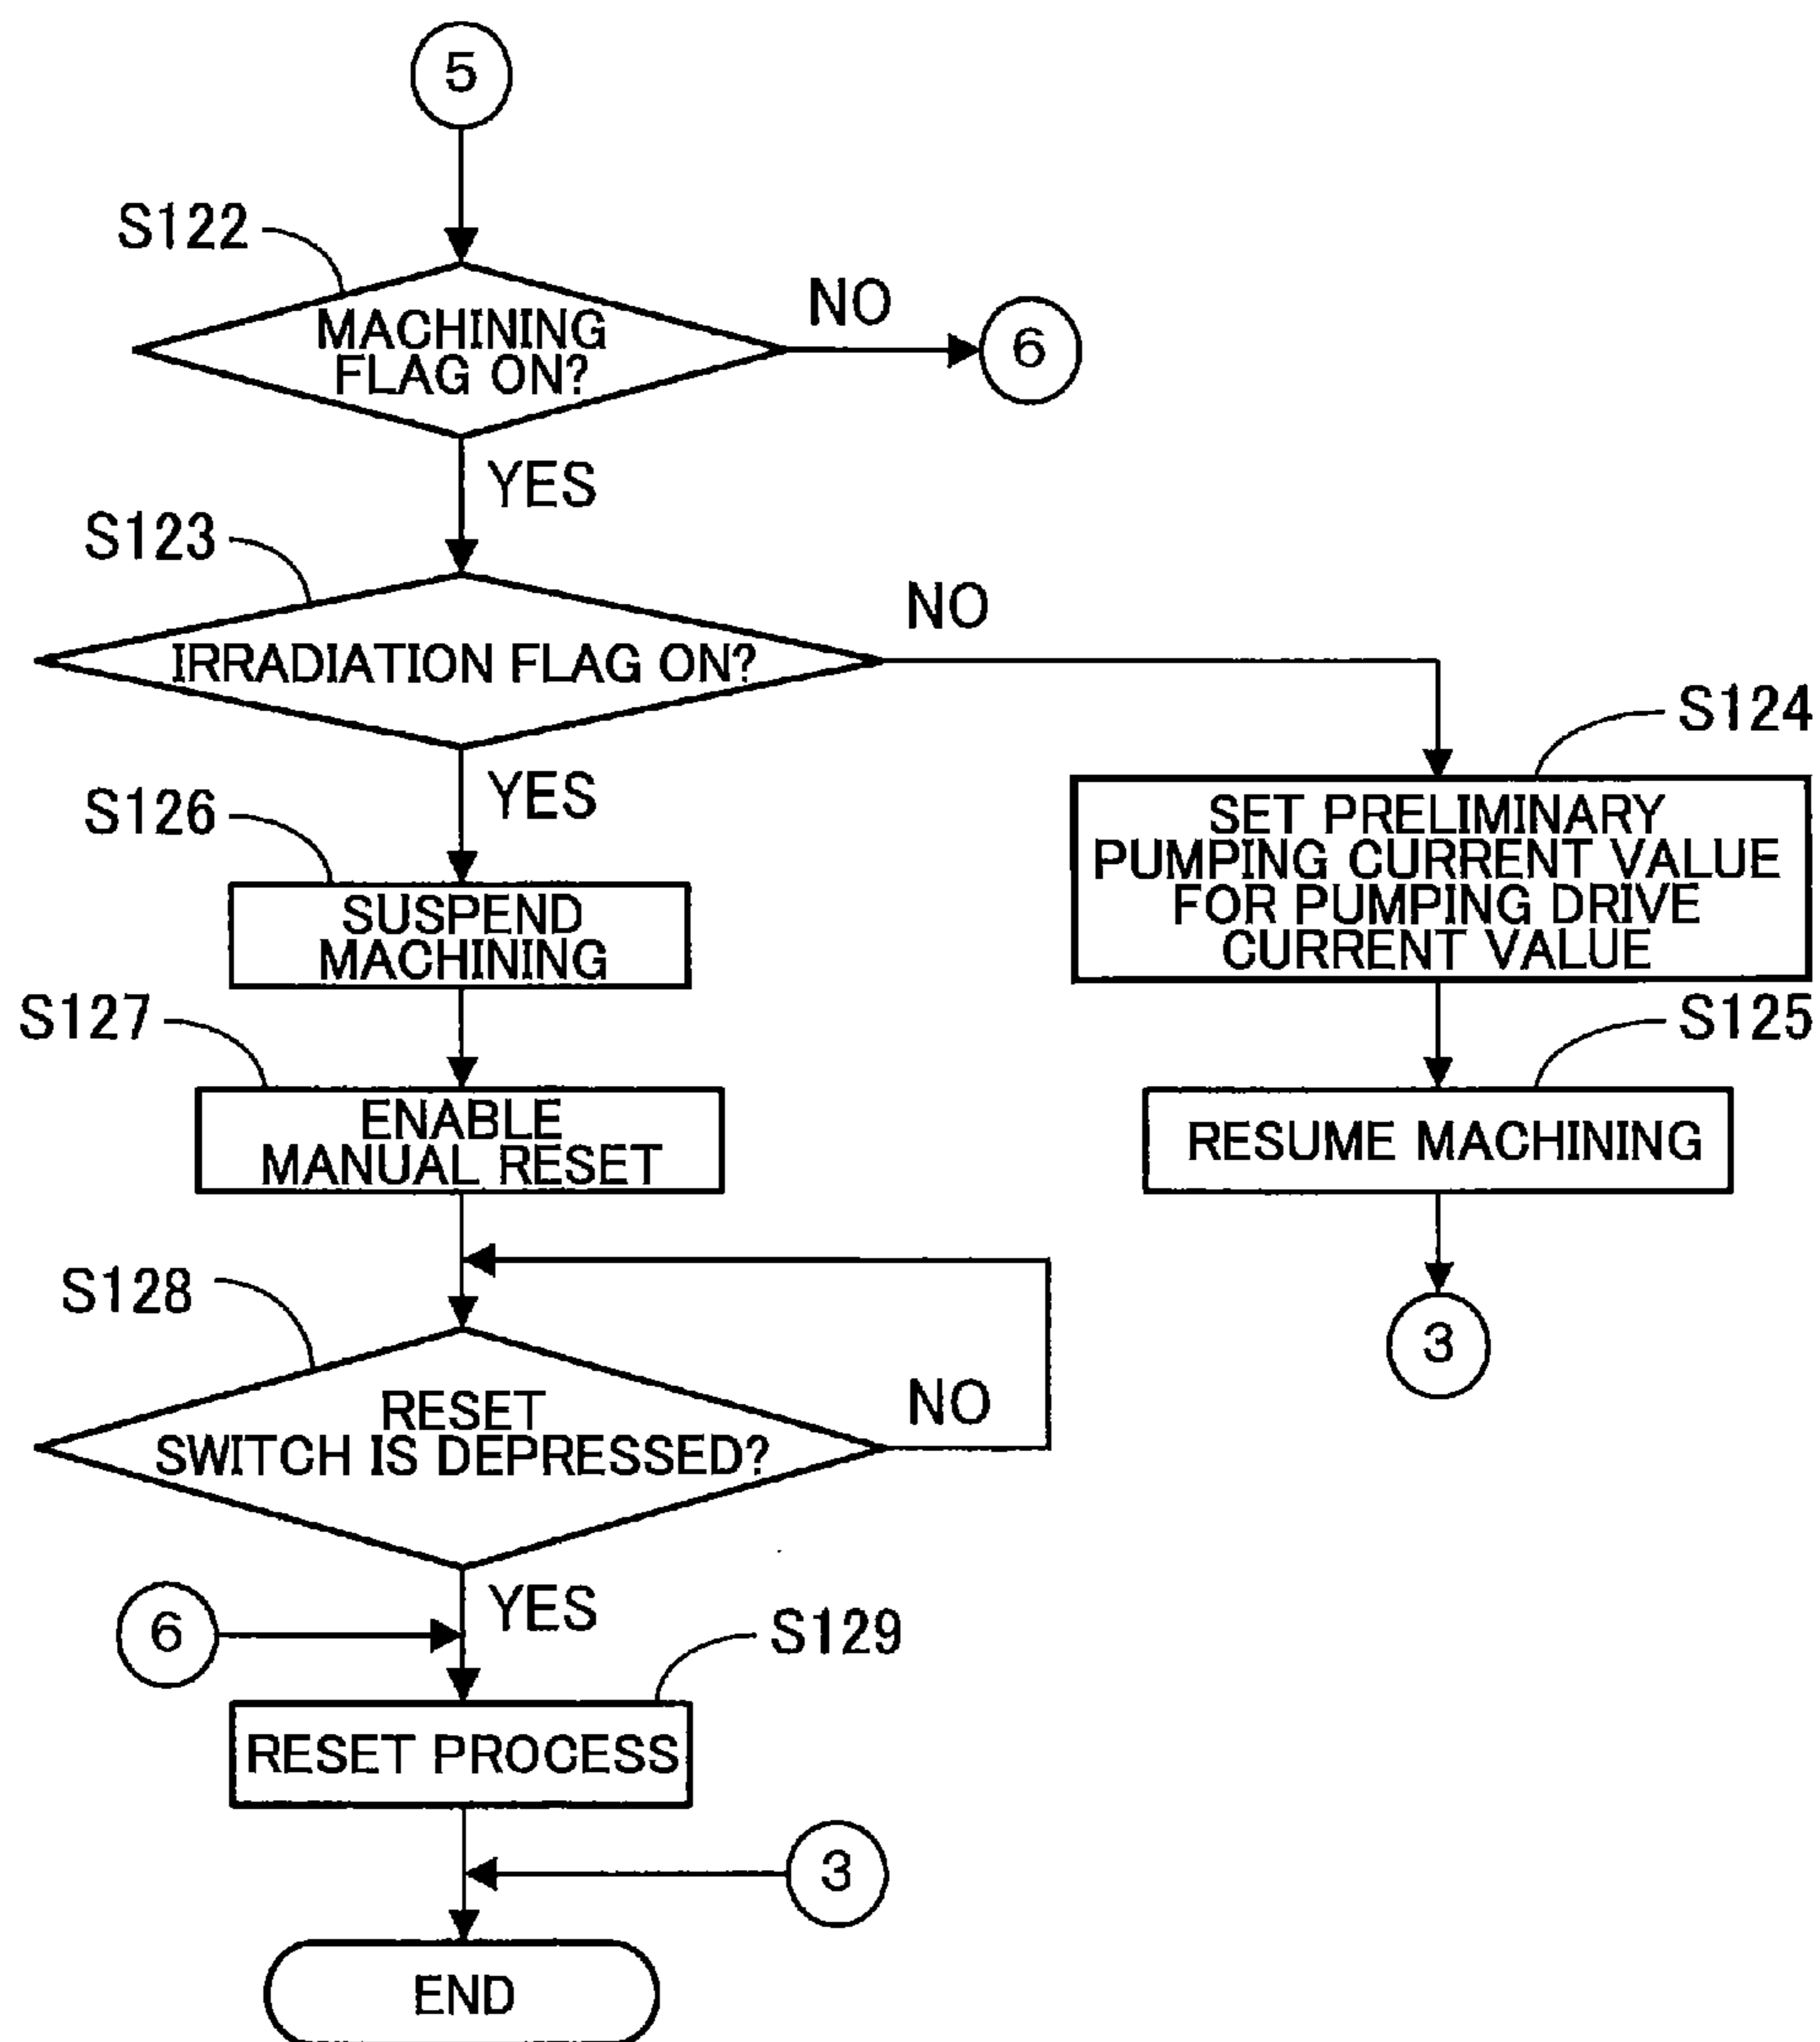 5
S122
MACHINING
FLAG ON?
NO
6
YES
S123
IRRADIATION FLAG ON?
NO
YES
S124
SET PRELIMINARY
PUMPING CURRENT VALUE
FOR PUMPING DRIVE
CURRENT VALUE
S126
SUSPEND
MACHINING
S125
RESUME MACHINING
3
S127
ENABLE
MANUAL RESET
S128
RESET
SWITCH IS DEPRESSED?
NO
YES
6
S129
RESET PROCESS
3
END